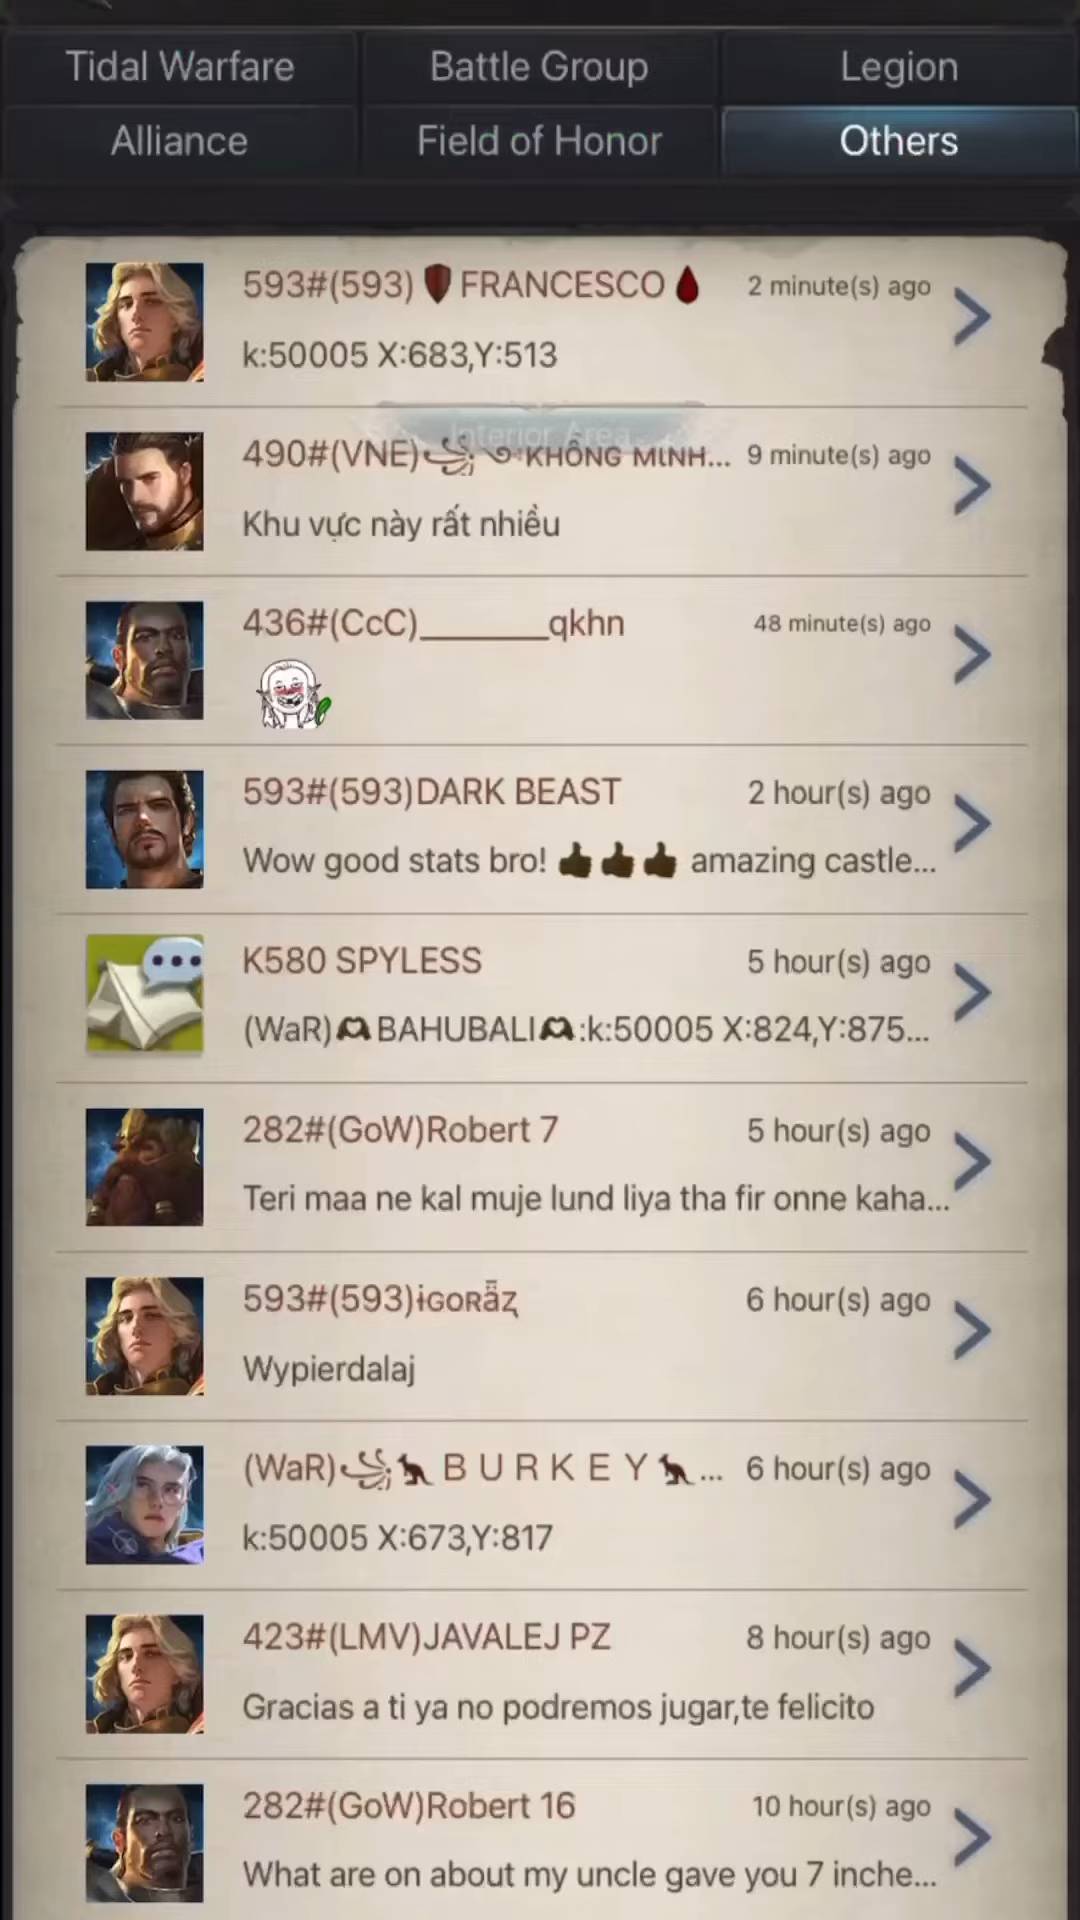 Tidal Warfare Battle Group Legion
Alliance Field of Honor Others
593#(593)🛡FRANCESCO🩸 2 minute(s) ago
k:50005 X:683,Y:513
Interior Area
490#(VNE)꧁ ৩·KHÔNG MINH... 9 minute(s) ago
Khu vực này rất nhiều
436#(CcC)________qkhn 48 minute(s) ago
593#(593)DARK BEAST 2 hour(s) ago
Wow good stats bro! 👍👍👍 amazing castle...
K580 SPYLESS 5 hour(s) ago
(WaR)🫶BAHUBALI🫶:k:50005 X:824,Y:875...
282#(GoW)Robert 7 5 hour(s) ago
Teri maa ne kal muje lund liya tha fir onne kaha...
593#(593)ɨɢoʀǟʐ 6 hour(s) ago
Wypierdalaj
(WaR)꧁🦘B U R K E Y🦘... 6 hour(s) ago
k:50005 X:673,Y:817
423#(LMV)JAVALEJ PZ 8 hour(s) ago
Gracias a ti ya no podremos jugar,te felicito
282#(GoW)Robert 16 10 hour(s) ago
What are on about my uncle gave you 7 inche...